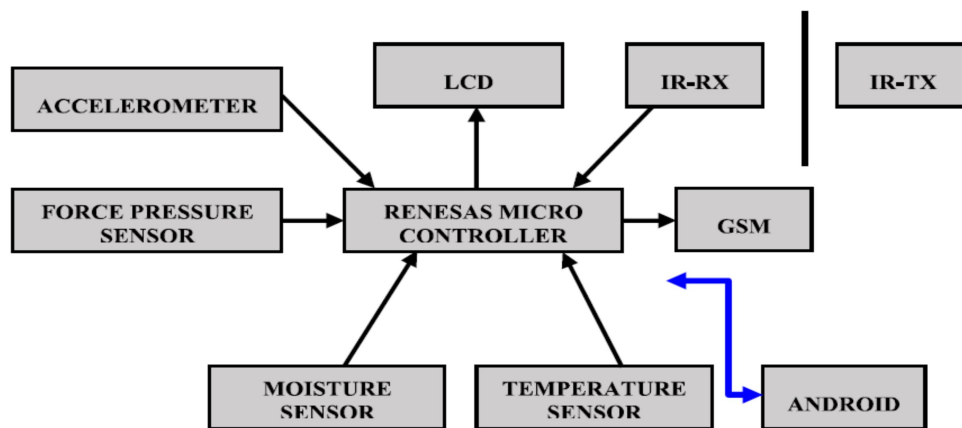 LCD
IR-RX
IR-TX
ACCELEROMETER
FORCE PRESSURE
SENSOR
RENESAS MICRO
CONTROLLER
GSM
MOISTURE
SENSOR
TEMPERATURE
SENSOR
ANDROID